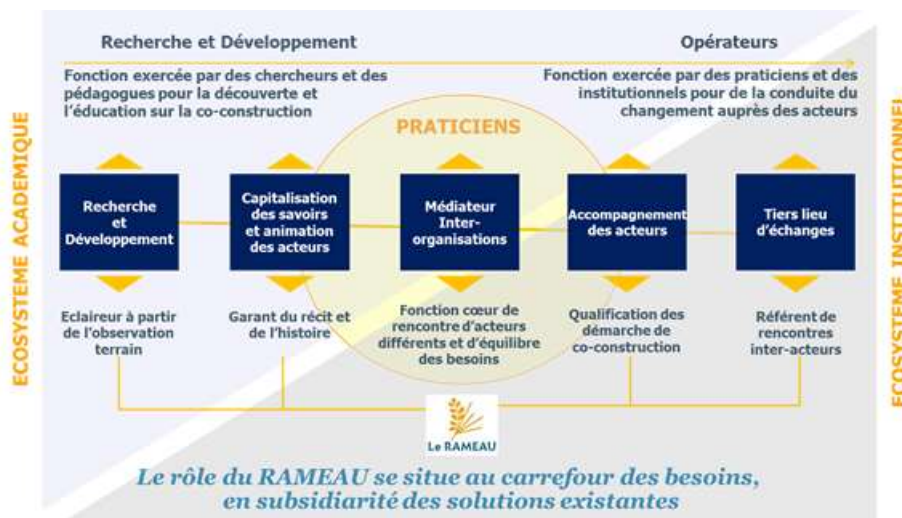 Recherche et Développement
Opérateurs
Fonction exercée par des chercheurs et des
pédagogues pour la découverte et
l'éducation sur la co-construction
Fonction exercée par des praticiens et des
institutionnels pour de la conduite du
changement auprès des acteurs
ECOSYSTEME ACADEMIQUE
PRATICIENS
ECOSYSTEME INSTITUTIONNEL
Recherche
et
Développement
Capitalisation
des savoirs
et animation
des acteurs
Médiateur
Inter-
organisations
Accompagnement
des acteurs
Tiers lieu
d'échanges
Eclaireur à partir
de l'observation
terrain
Garant du récit et
de l'histoire
Fonction cœur de
rencontre d'acteurs
différents et d'équilibre
des besoins
Qualification des
démarche de
co-construction
Référent de
rencontres
inter-acteurs
Le RAMEAU
Le rôle du RAMEAU se situe au carrefour des besoins,
en subsidiarité des solutions existantes